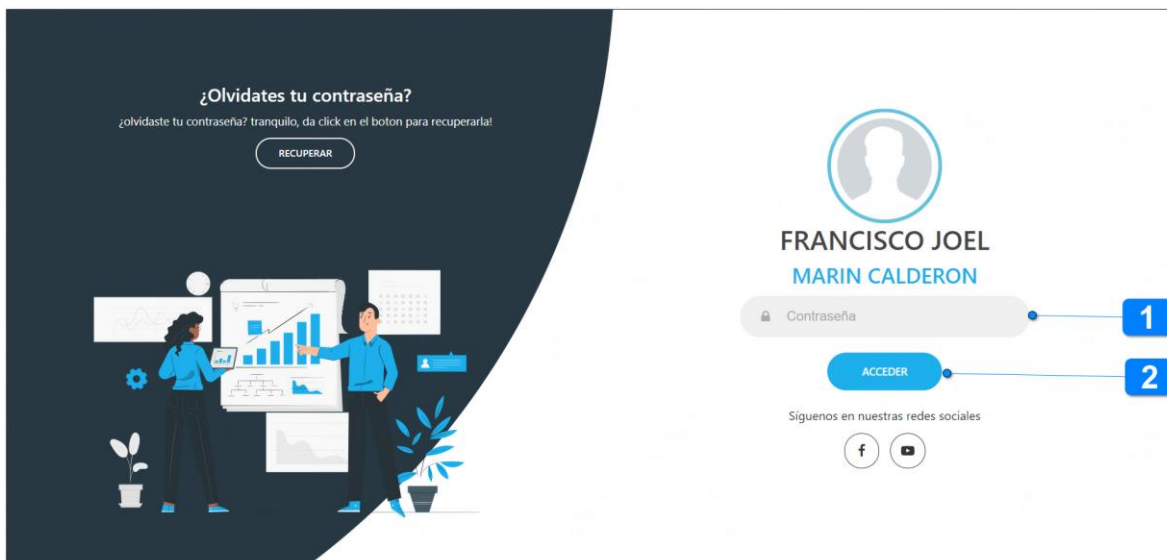 ¿Olvidates tu contraseña?
¿olvidaste tu contraseña? tranquilo, da click en el boton para recuperarla!
RECUPERAR
FRANCISCO JOEL
MARIN CALDERON
Contraseña
1
ACCEDER
2
Síguenos en nuestras redes sociales